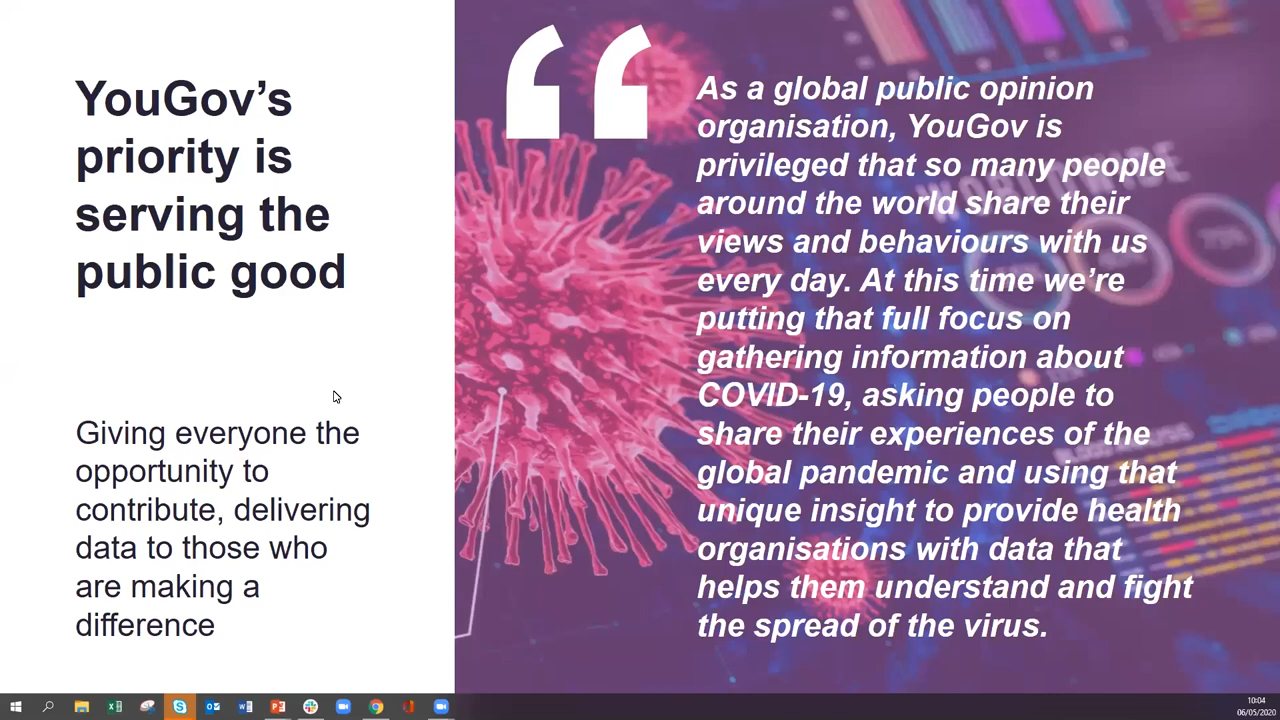 YouGov’s
priority is
serving the
public good
Giving everyone the
opportunity to
contribute, delivering
data to those who
are making a
difference
As a global public opinion
organisation, YouGov is
privileged that so many people
around the world share their
views and behaviours with us
every day. At this time we’re
putting that full focus on
gathering information about
COVID-19, asking people to
share their experiences of the
global pandemic and using that
unique insight to provide health
organisations with data that
helps them understand and fight
the spread of the virus.
WORLDWIDE
10:04
06/05/2020